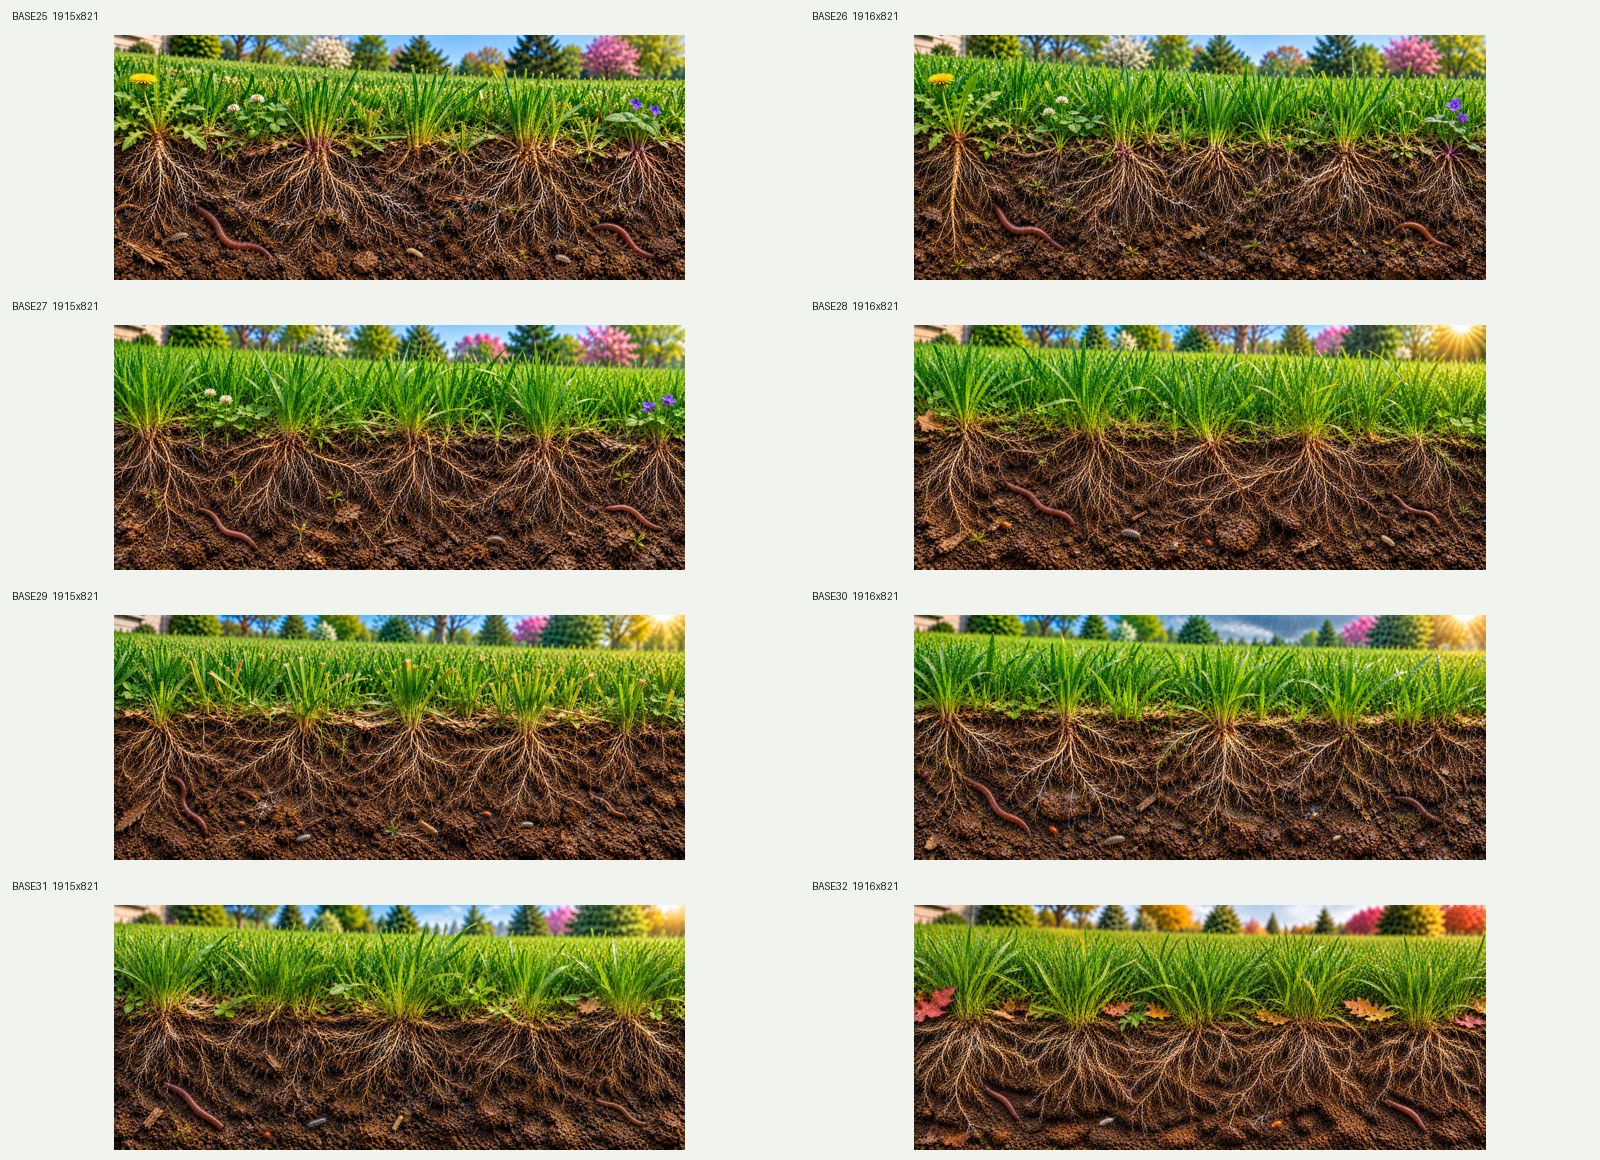 BASE25 1915x821
BASE26 1916x821
BASE27 1915x821
BASE28 1916x821
BASE29 1915x821
BASE30 1916x821
BASE31 1915x821
BASE32 1916x821